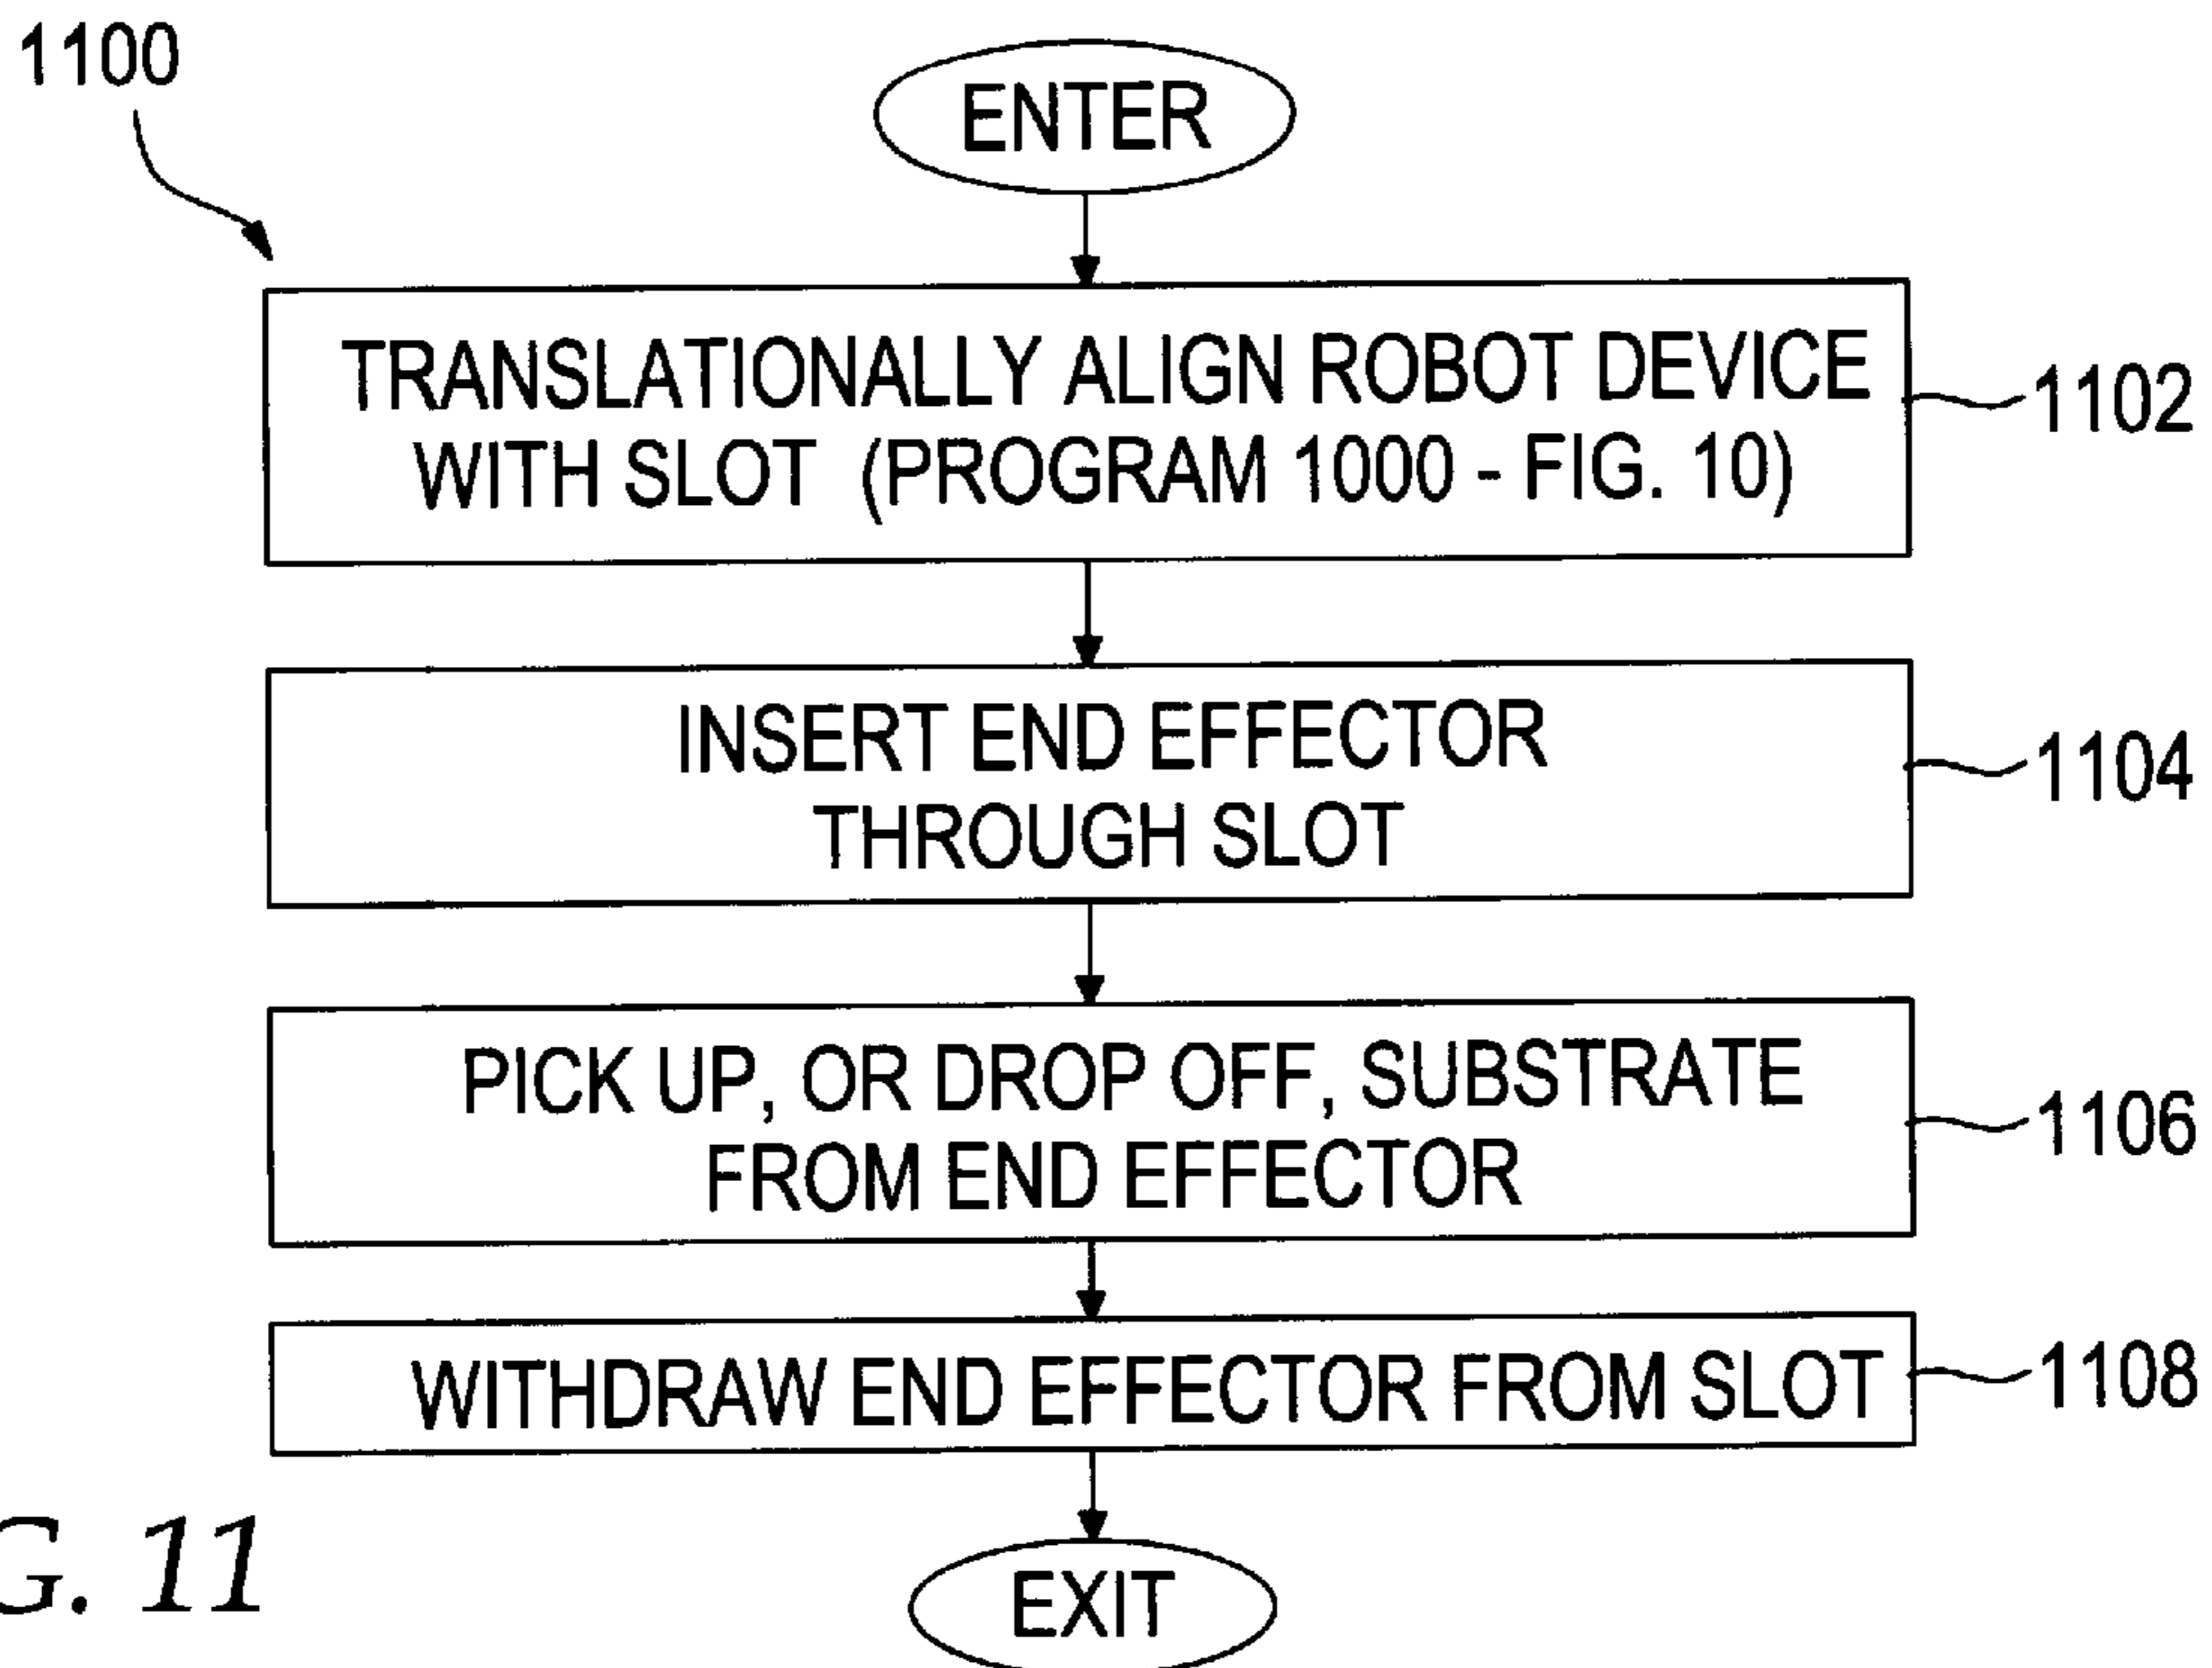 1100
ENTER
TRANSLATIONALLY ALIGN ROBOT DEVICE
WITH SLOT (PROGRAM 1000 - FIG. 10)
1102
INSERT END EFFECTOR
THROUGH SLOT
1104
PICK UP, OR DROP OFF, SUBSTRATE
FROM END EFFECTOR
1106
WITHDRAW END EFFECTOR FROM SLOT
1108
EXIT
G. 11